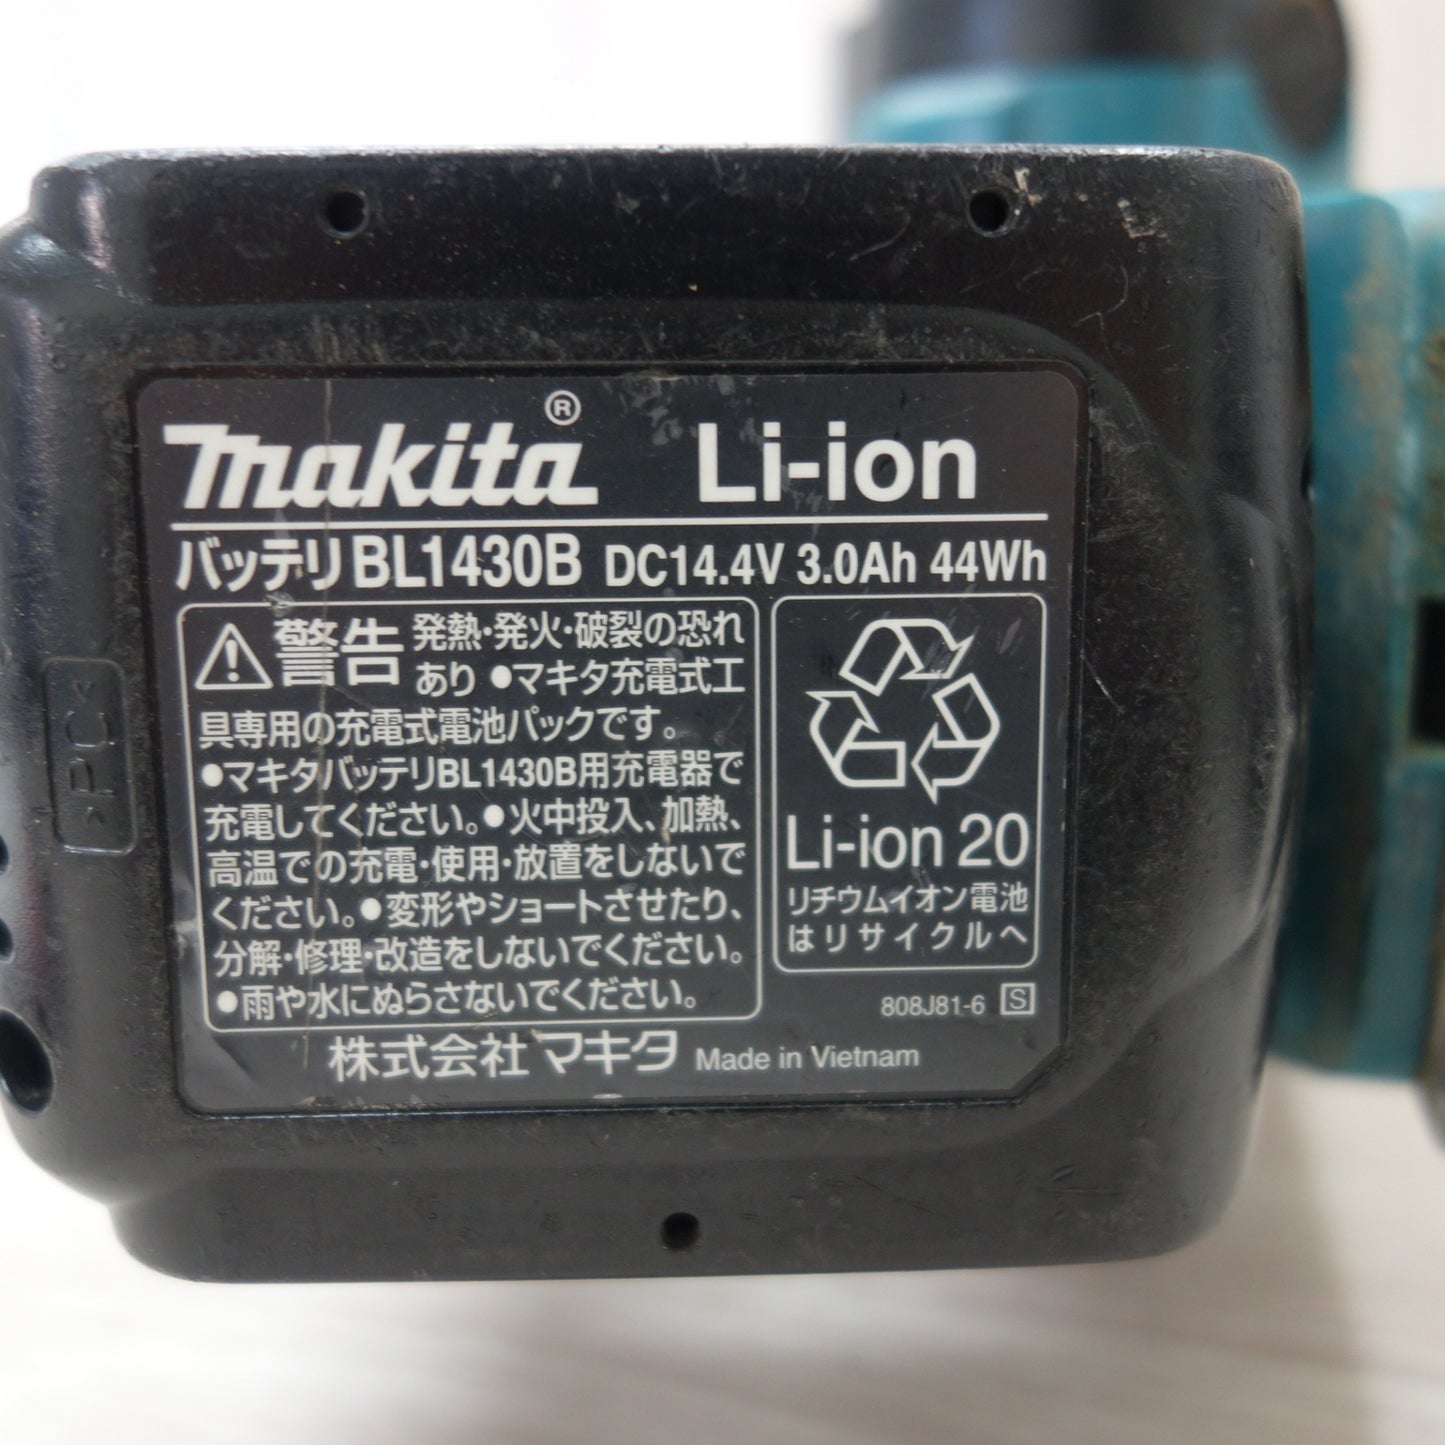 makita® Li-ion
バッテリ BL1430B DC14.4V 3.0Ah 44Wh
警告 発熱・発火・破裂の恐れ
あり ●マキタ充電式工
具専用の充電式電池パックです。
●マキタバッテリBL1430B用充電器で
充電してください。●火中投入、加熱、
高温での充電・使用・放置をしないで
ください。●変形やショートさせたり、
分解・修理・改造をしないでください。
●雨や水にぬらさないでください。
Li-ion 20
リチウムイオン電池
はリサイクルへ
808J81-6 S
株式会社マキタ Made in Vietnam
>PC<